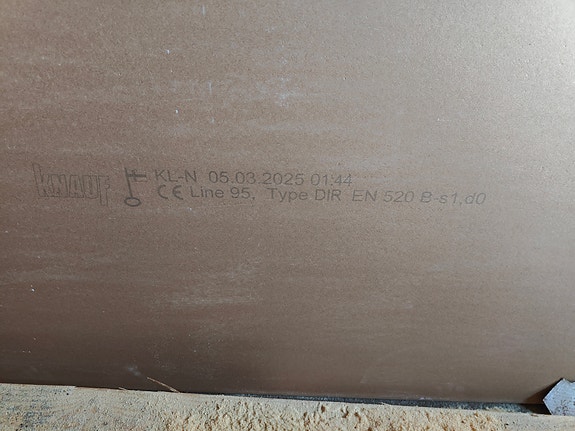 KNAUF
KL-N 05.03.2025 01:44
CE Line 95, Type DIR EN 520 B-s1,d0